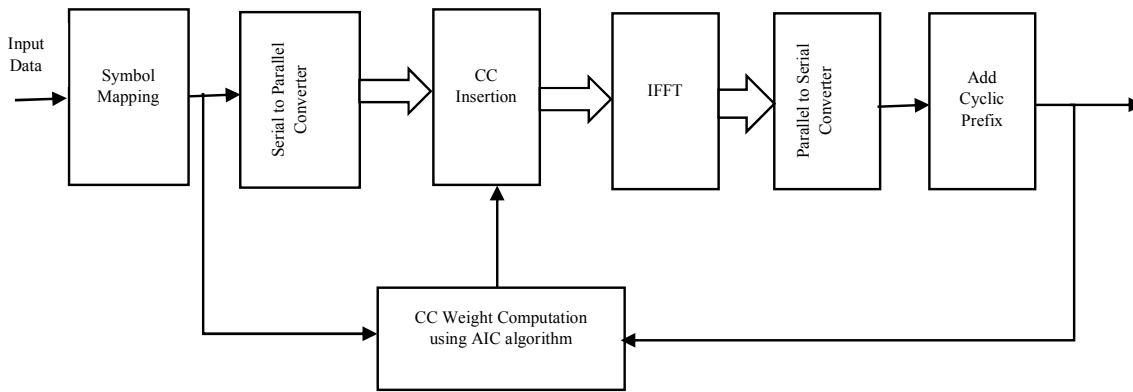 Input
Data
Symbol
Mapping
Serial to Parallel
Converter
CC
Insertion
IFFT
Parallel to Serial
Converter
Add
Cyclic
Prefix
CC Weight Computation
using AIC algorithm